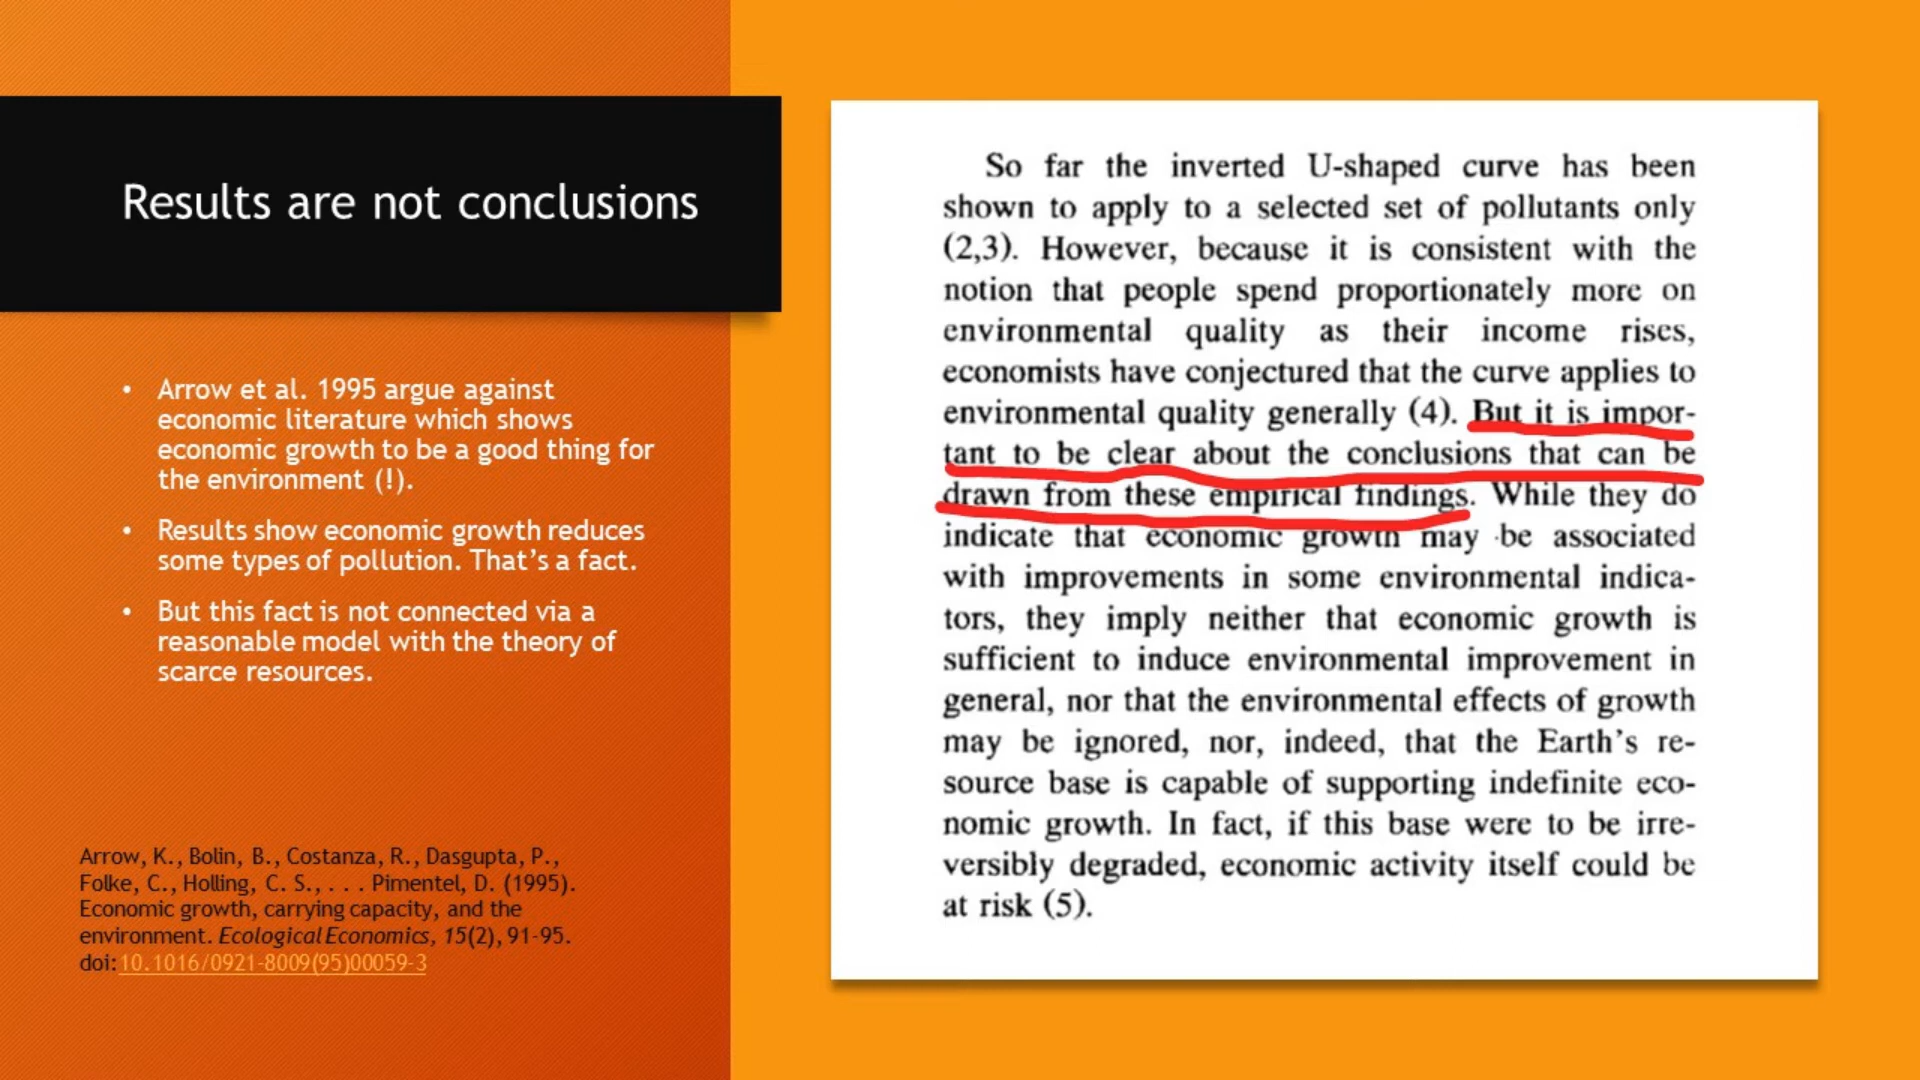 Results are not conclusions
• Arrow et al. 1995 argue against
economic literature which shows
economic growth to be a good thing for
the environment (!).
• Results show economic growth reduces
some types of pollution. That’s a fact.
• But this fact is not connected via a
reasonable model with the theory of
scarce resources.
Arrow, K., Bolin, B., Costanza, R., Dasgupta, P.,
Folke, C., Holling, C. S., . . . Pimentel, D. (1995).
Economic growth, carrying capacity, and the
environment. Ecological Economics, 15(2), 91-95.
doi:10.1016/0921-8009(95)00059-3
So far the inverted U-shaped curve has been
shown to apply to a selected set of pollutants only
(2,3). However, because it is consistent with the
notion that people spend proportionately more on
environmental quality as their income rises,
economists have conjectured that the curve applies to
environmental quality generally (4). But it is impor-
tant to be clear about the conclusions that can be
drawn from these empirical findings. While they do
indicate that economic growth may be associated
with improvements in some environmental indica-
tors, they imply neither that economic growth is
sufficient to induce environmental improvement in
general, nor that the environmental effects of growth
may be ignored, nor, indeed, that the Earth’s re-
source base is capable of supporting indefinite eco-
nomic growth. In fact, if this base were to be irre-
versibly degraded, economic activity itself could be
at risk (5).